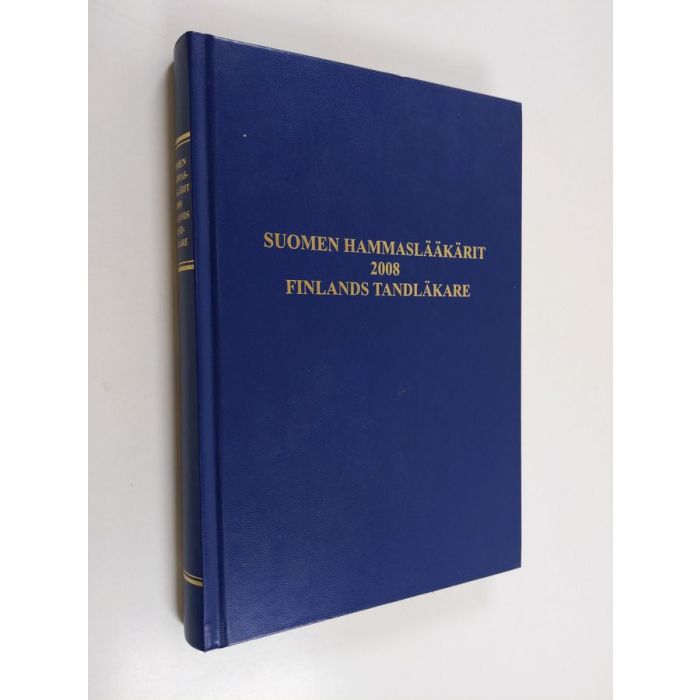 SUOMEN HAMMASLÄÄKÄRIT
2008
FINLANDS TANDLÄKARE